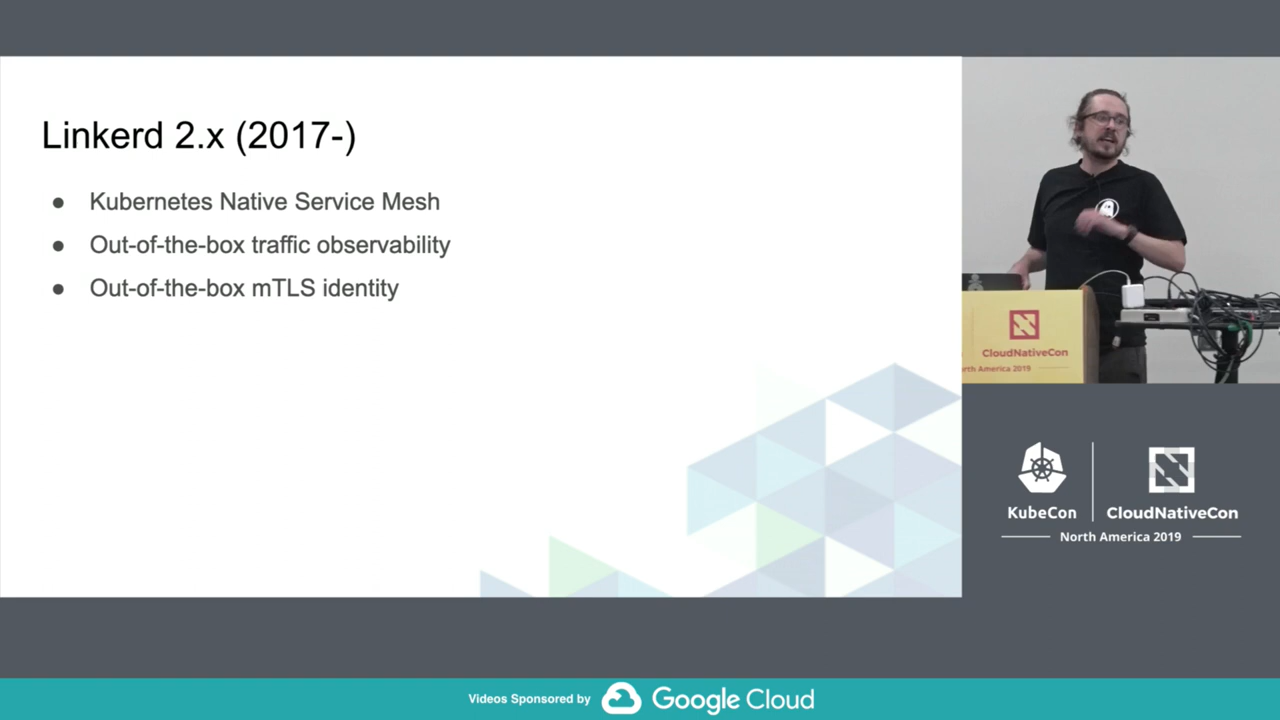 Linkerd 2.x (2017-)
● Kubernetes Native Service Mesh
● Out-of-the-box traffic observability
● Out-of-the-box mTLS identity
CloudNativeCon
rth America 2019
KubeCon
CloudNativeCon
North America 2019
Videos Sponsored by Google Cloud